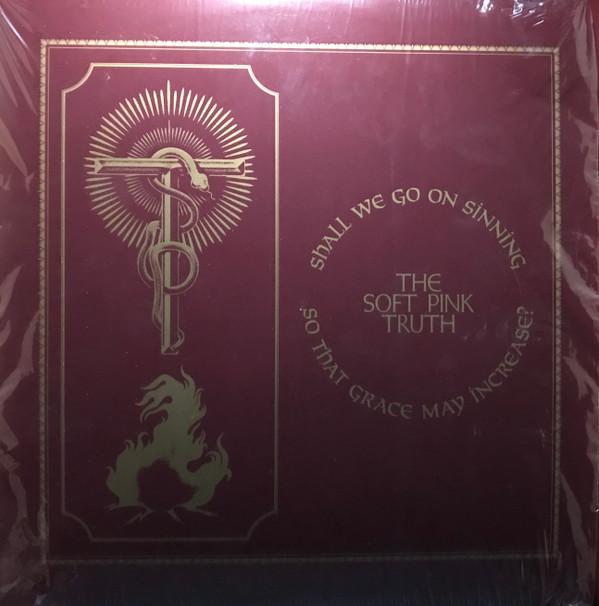 ShALL WE GO ON SiNNiNG
THE
SOFT PINK
TRUTH
SO ThAT GRACE MAY iNCREASE?